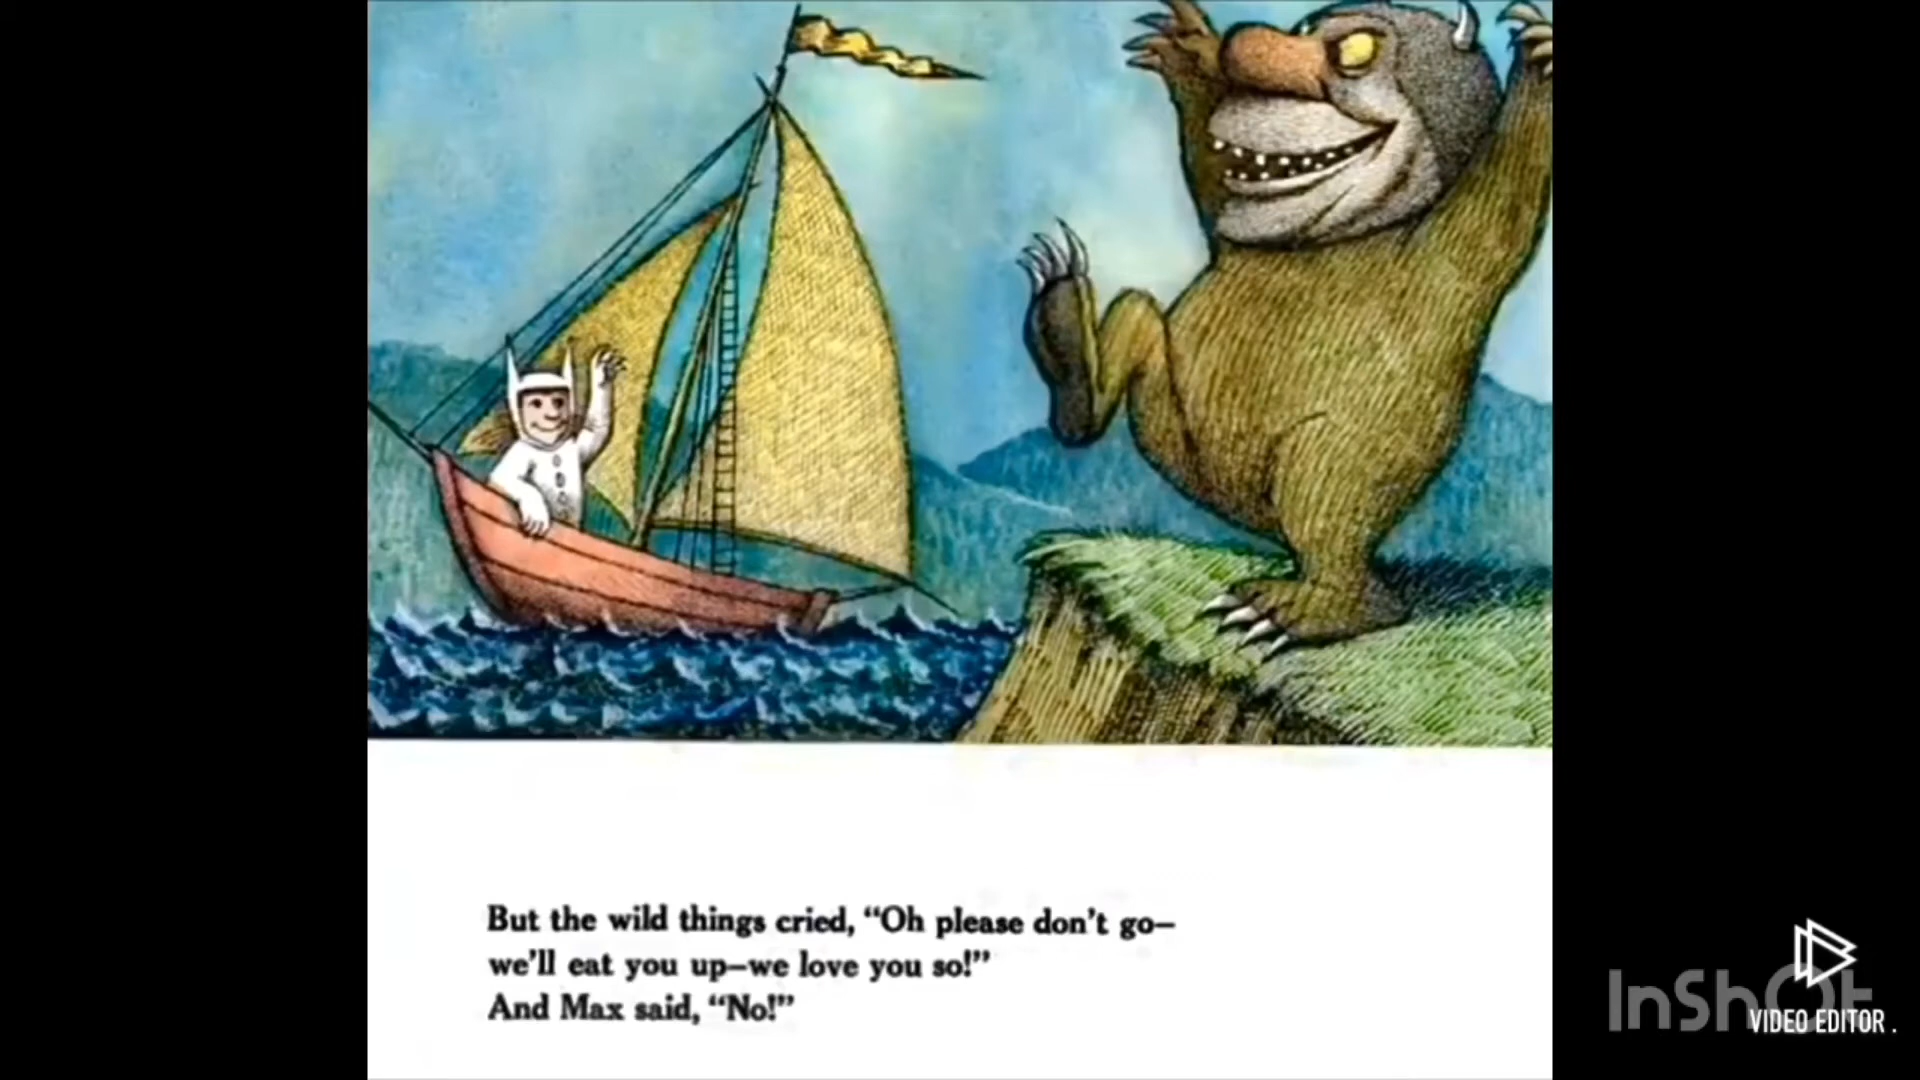 But the wild things cried, “Oh please don't go—
we'll eat you up—we love you so!”
And Max said, “No!”
InShOt
VIDEO EDITOR .